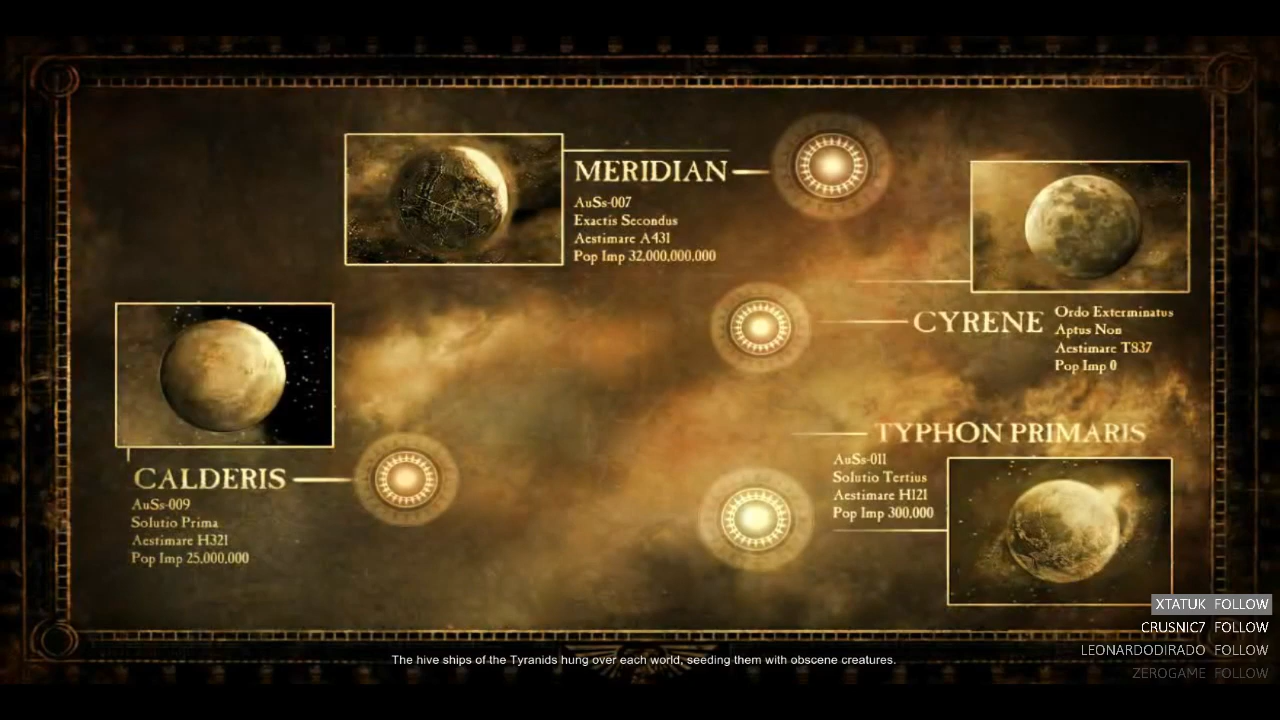 MERIDIAN
AuSs-007
Exactis Secondus
Aestimare A431
Pop Imp 32,000,000,000
CYRENE
Ordo Exterminatus
Aptus Non
Aestimare T837
Pop Imp 0
CALDERIS
AuSs-009
Solutio Prima
Aestimare H321
Pop Imp 25,000,000
TYPHON PRIMARIS
AuSs-011
Solutio Tertius
Aestimare H121
Pop Imp 300,000
The hive ships of the Tyranids hung over each world, seeding them with obscene creatures.
XTATUK FOLLOW
CRUSNIC7 FOLLOW
LEONARDODIRADO FOLLOW
ZEROGAME FOLLOW